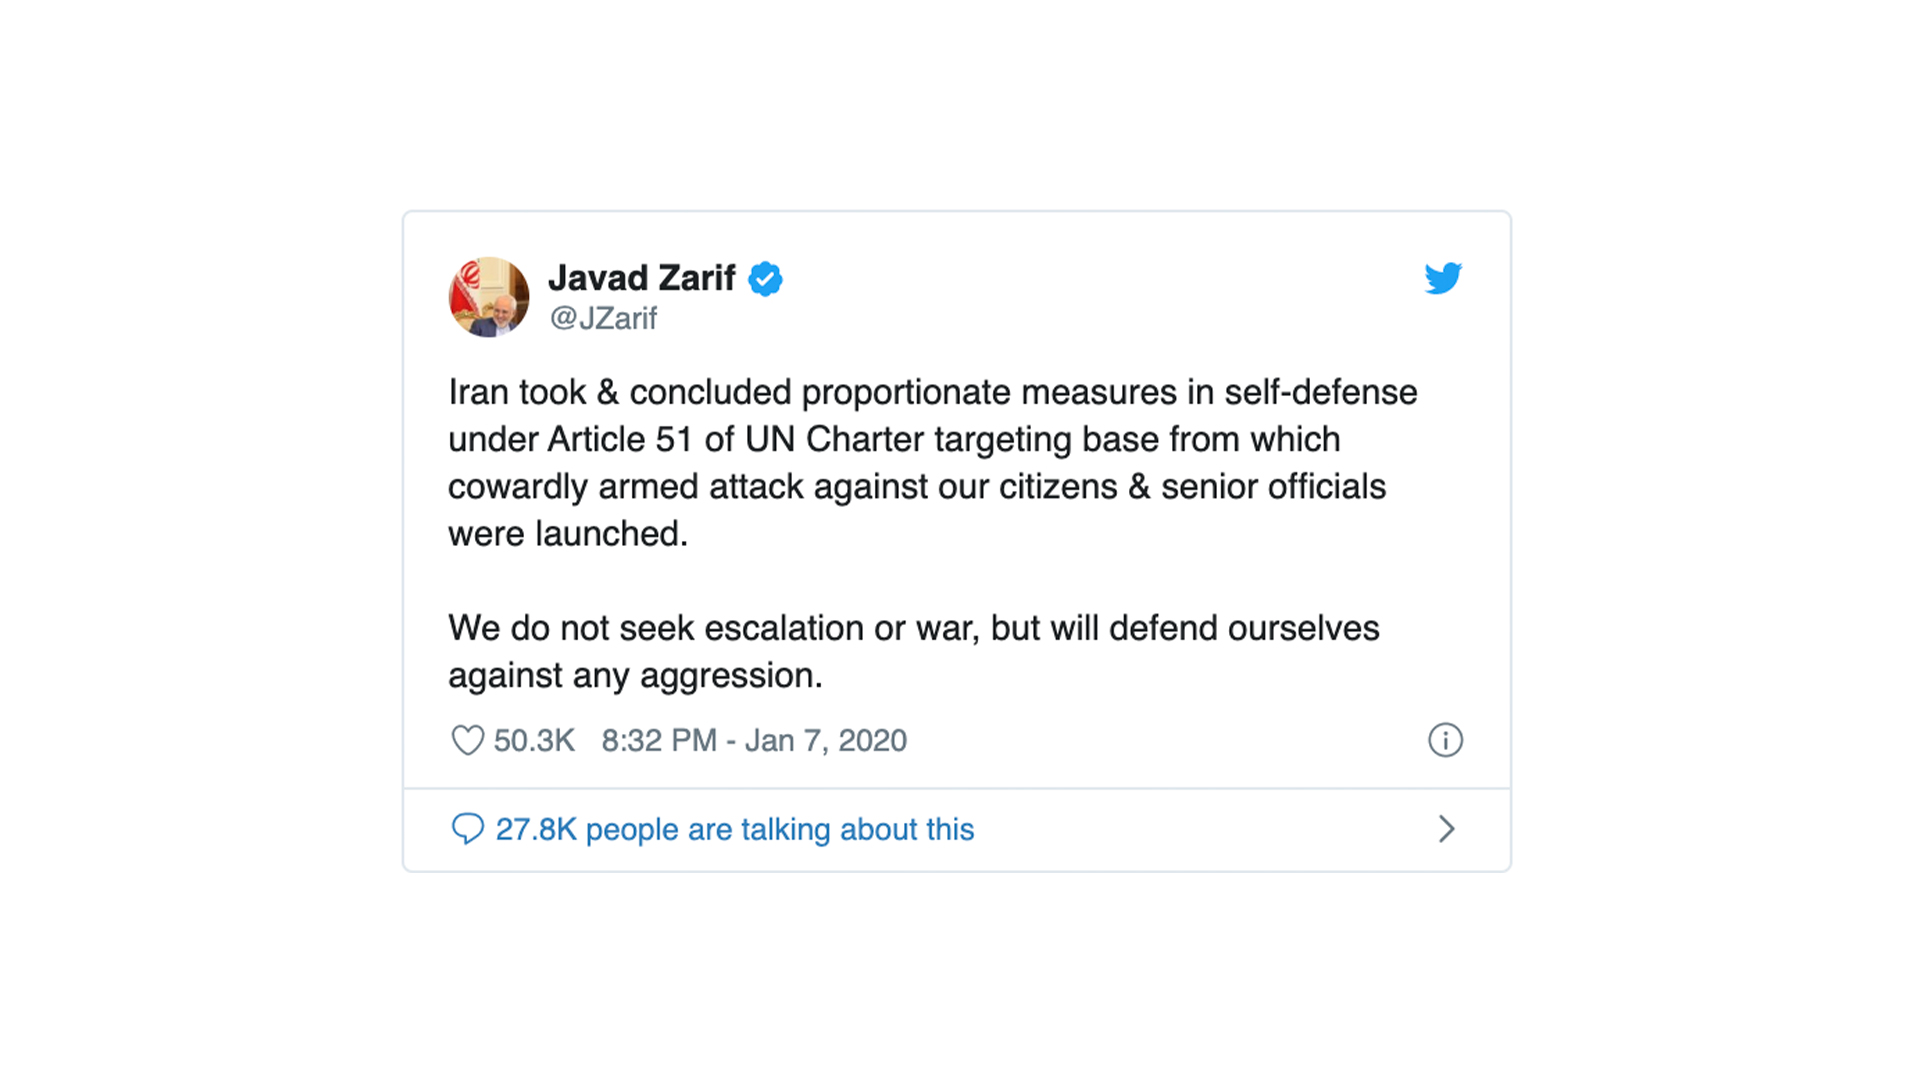 Javad Zarif
@JZarif
Iran took & concluded proportionate measures in self-defense
under Article 51 of UN Charter targeting base from which
cowardly armed attack against our citizens & senior officials
were launched.
We do not seek escalation or war, but will defend ourselves
against any aggression.
50.3K 8:32 PM - Jan 7, 2020
27.8K people are talking about this